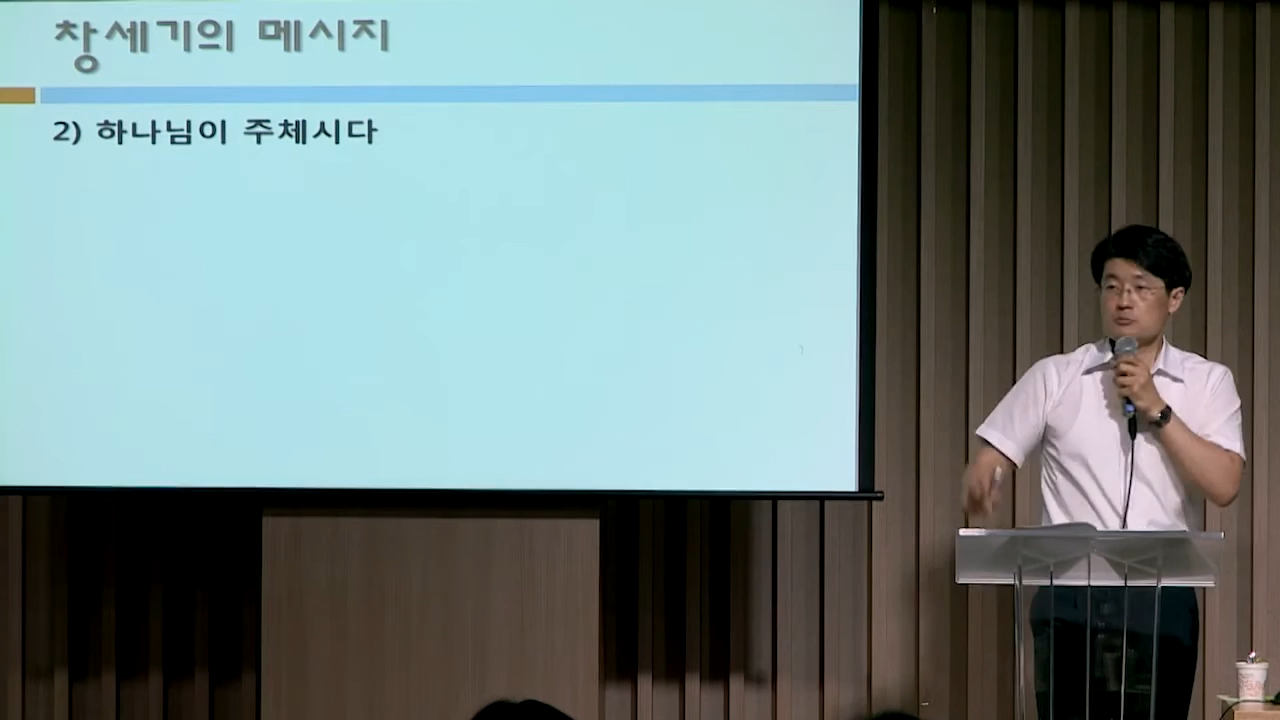 창세기의 메시지
2) 하나님이 주체시다